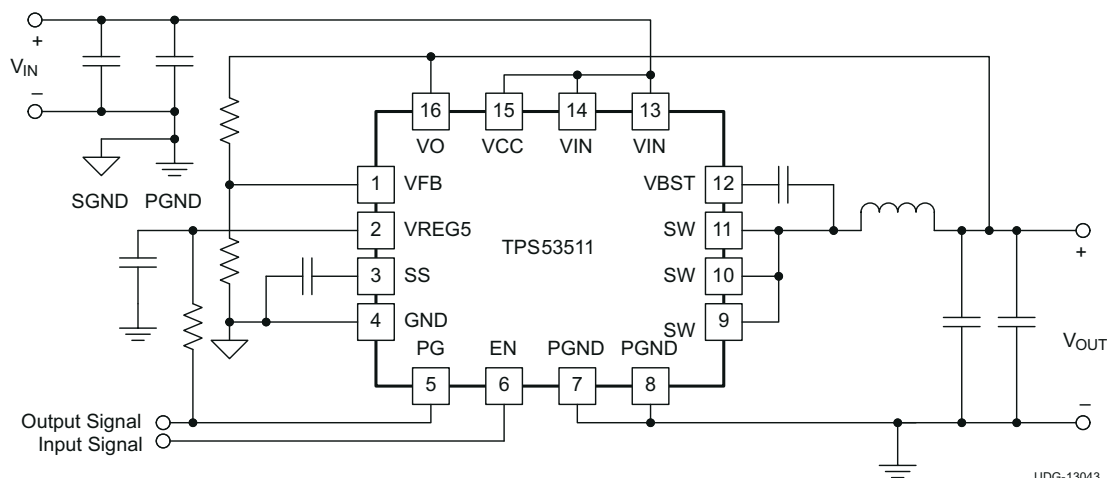 +
VIN
−
SGND PGND
16 15 14 13
VO VCC VIN VIN
1 VFB VBST 12
2 VREG5 SW 11
TPS53511
3 SS SW 10
4 GND SW 9
PG EN PGND PGND
5 6 7 8
+
VOUT
−
Output Signal
Input Signal
UDG-13043